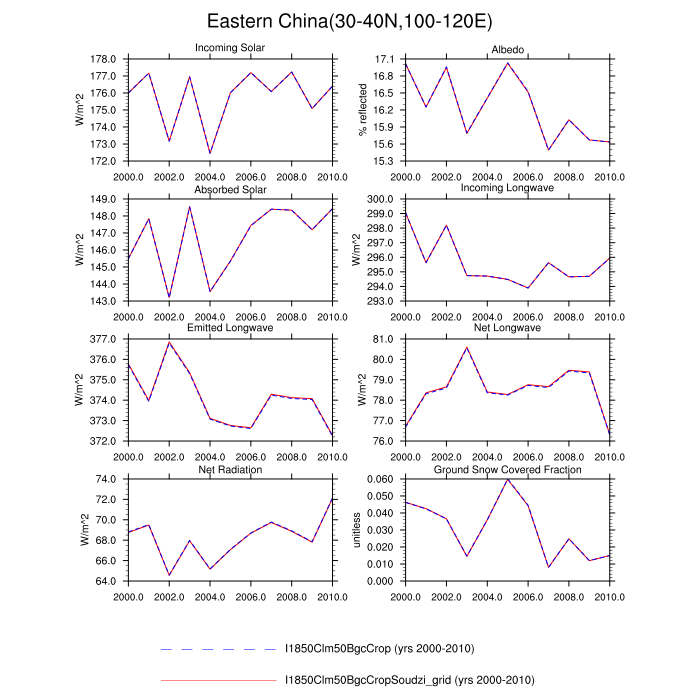 Eastern China(30-40N,100-120E)
Incoming Solar
W/m^2
178.0
177.0
176.0
175.0
174.0
173.0
172.0
2000.0 2002.0 2004.0 2006.0 2008.0 2010.0
Albedo
% reflected
17.1
16.8
16.5
16.2
15.9
15.6
15.3
2000.0 2002.0 2004.0 2006.0 2008.0 2010.0
Absorbed Solar
W/m^2
149.0
148.0
147.0
146.0
145.0
144.0
143.0
2000.0 2002.0 2004.0 2006.0 2008.0 2010.0
Incoming Longwave
W/m^2
300.0
299.0
298.0
297.0
296.0
295.0
294.0
293.0
2000.0 2002.0 2004.0 2006.0 2008.0 2010.0
Emitted Longwave
W/m^2
377.0
376.0
375.0
374.0
373.0
372.0
2000.0 2002.0 2004.0 2006.0 2008.0 2010.0
Net Longwave
W/m^2
81.0
80.0
79.0
78.0
77.0
76.0
2000.0 2002.0 2004.0 2006.0 2008.0 2010.0
Net Radiation
W/m^2
74.0
72.0
70.0
68.0
66.0
64.0
2000.0 2002.0 2004.0 2006.0 2008.0 2010.0
Ground Snow Covered Fraction
unitless
0.060
0.050
0.040
0.030
0.020
0.010
0.000
2000.0 2002.0 2004.0 2006.0 2008.0 2010.0
I1850Clm50BgcCrop (yrs 2000-2010)
I1850Clm50BgcCropSoudzi_grid (yrs 2000-2010)